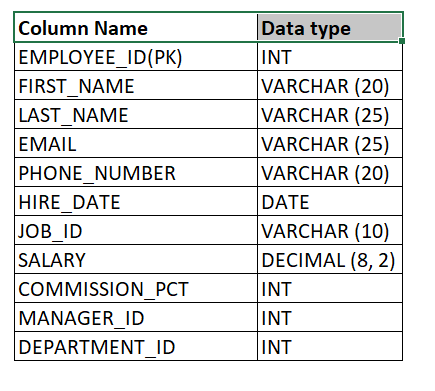 Column Name Data type
EMPLOYEE_ID(PK) INT
FIRST_NAME VARCHAR (20)
LAST_NAME VARCHAR (25)
EMAIL VARCHAR (25)
PHONE_NUMBER VARCHAR (20)
HIRE_DATE DATE
JOB_ID VARCHAR (10)
SALARY DECIMAL (8, 2)
COMMISSION_PCT INT
MANAGER_ID INT
DEPARTMENT_ID INT